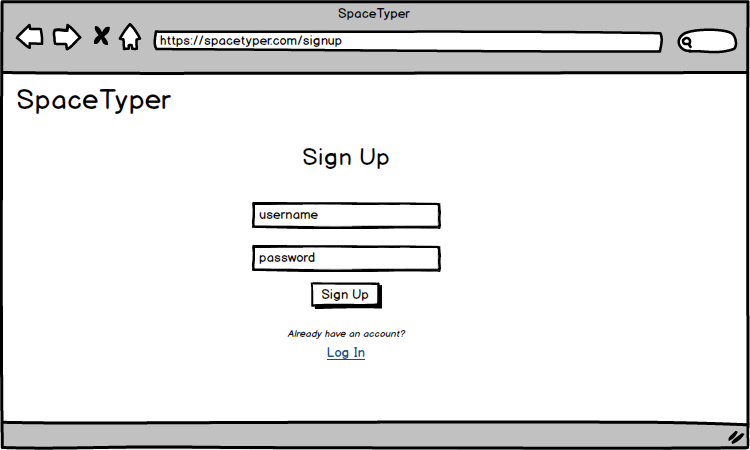 SpaceTyper
https://spacetyper.com/signup
SpaceTyper
Sign Up
username
password
Sign Up
Already have an account?
Log In